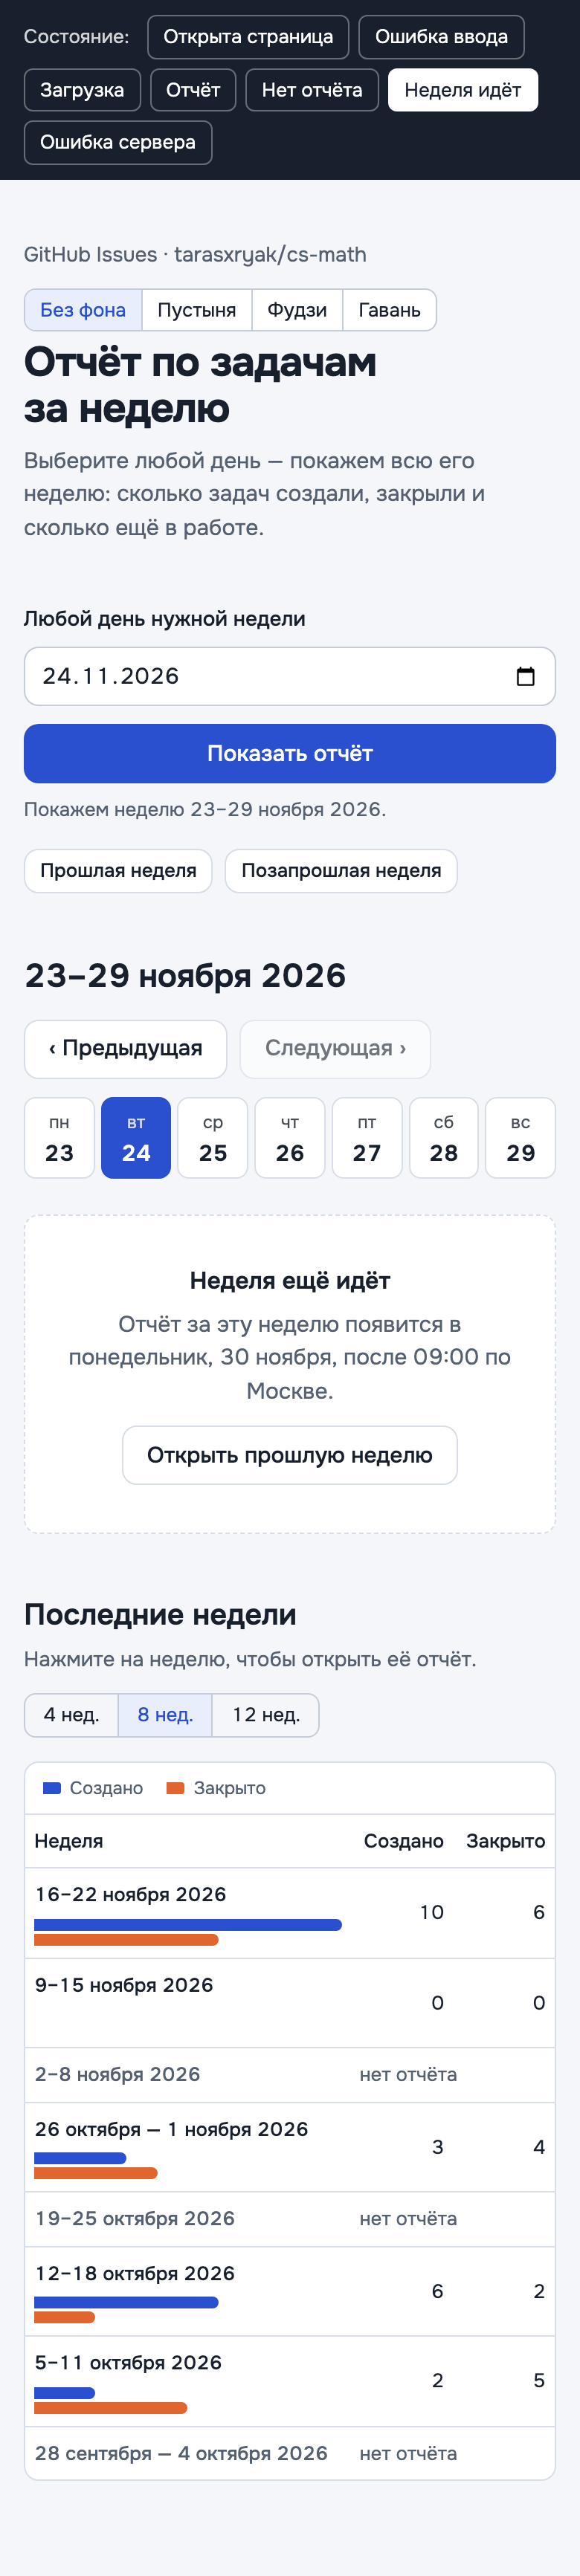 Состояние: Открыта страница Ошибка ввода
Загрузка Отчёт Нет отчёта Неделя идёт
Ошибка сервера
GitHub Issues · tarasxryak/cs-math
Без фона Пустыня Фудзи Гавань
Отчёт по задачам
за неделю
Выберите любой день — покажем всю его
неделю: сколько задач создали, закрыли и
сколько ещё в работе.
Любой день нужной недели
24.11.2026
Показать отчёт
Покажем неделю 23–29 ноября 2026.
Прошлая неделя Позапрошлая неделя
23–29 ноября 2026
‹ Предыдущая Следующая ›
пн вт ср чт пт сб вс
23 24 25 26 27 28 29
Неделя ещё идёт
Отчёт за эту неделю появится в
понедельник, 30 ноября, после 09:00 по
Москве.
Открыть прошлую неделю
Последние недели
Нажмите на неделю, чтобы открыть её отчёт.
4 нед. 8 нед. 12 нед.
Создано Закрыто
Неделя Создано Закрыто
16–22 ноября 2026 10 6
9–15 ноября 2026 0 0
2–8 ноября 2026 нет отчёта
26 октября — 1 ноября 2026 3 4
19–25 октября 2026 нет отчёта
12–18 октября 2026 6 2
5–11 октября 2026 2 5
28 сентября — 4 октября 2026 нет отчёта